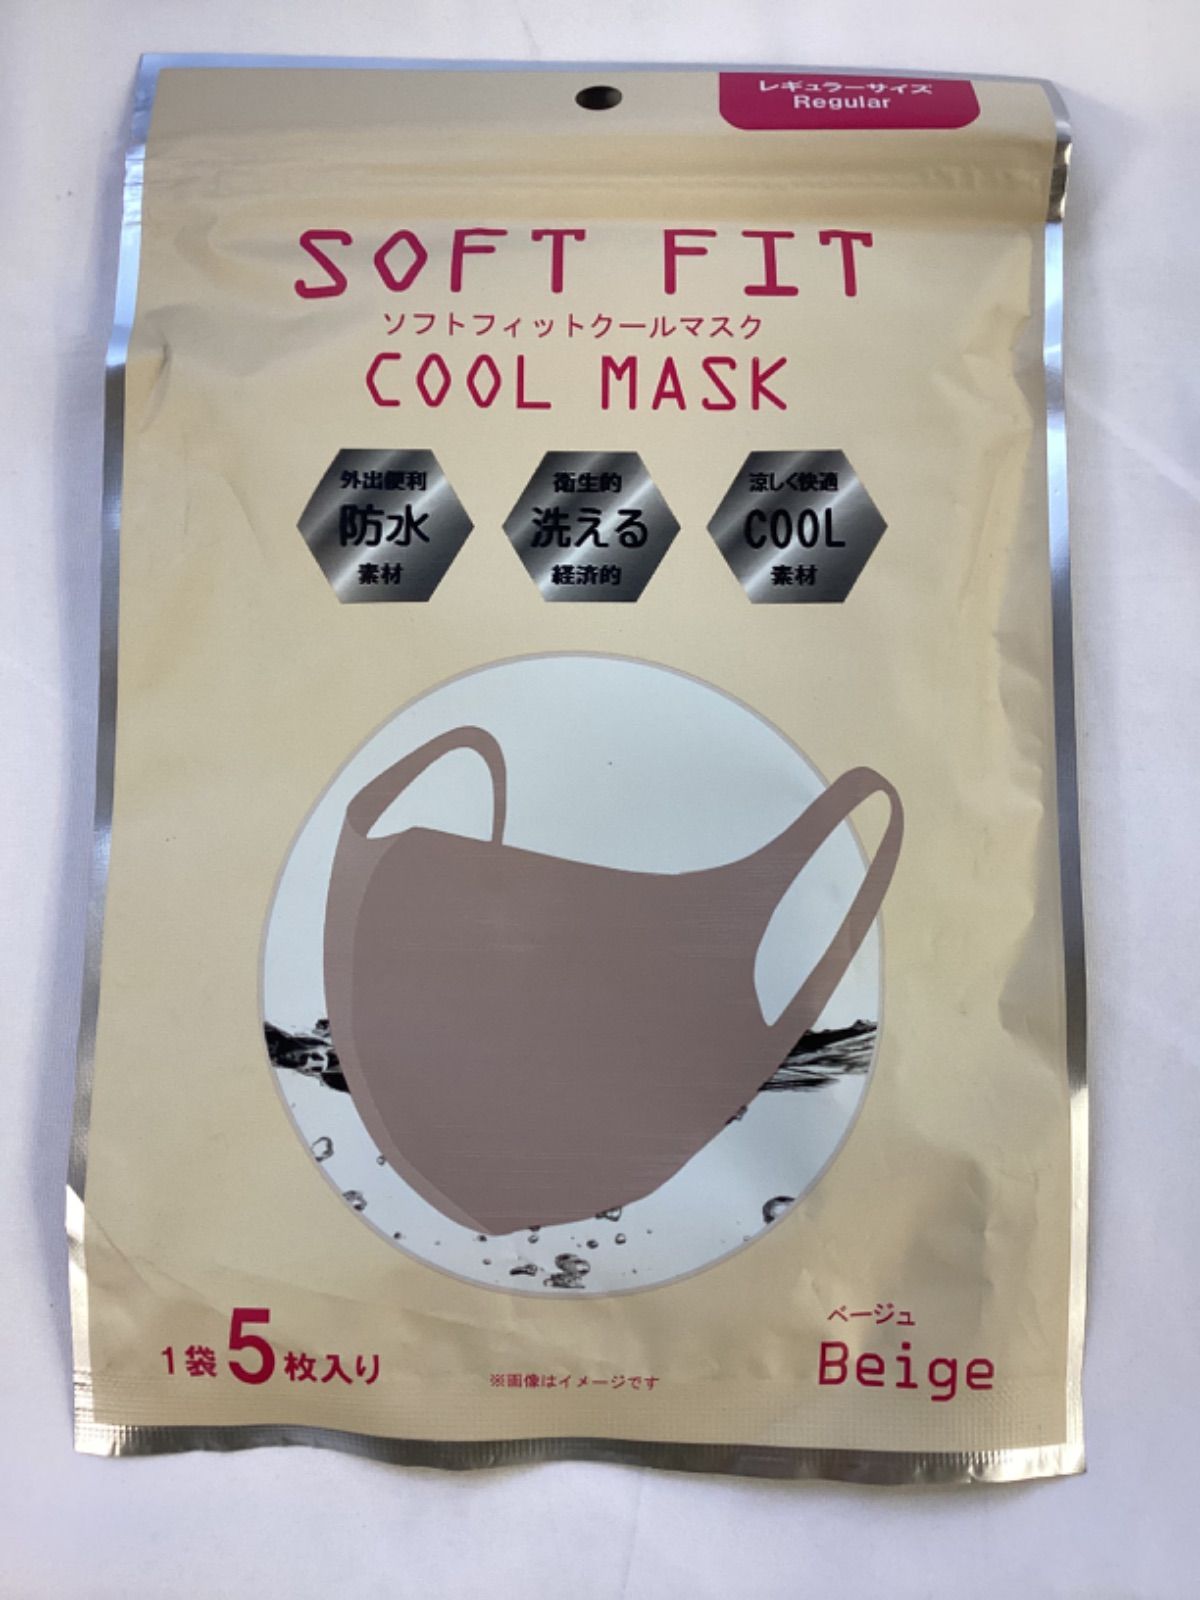 レギュラーサイズ
Regular
SOFT FIT
ソフトフィットクールマスク
COOL MASK
外出便利
防水
素材
衛生的
洗える
経済的
涼しく快適
COOL
素材
1袋5枚入り
※画像はイメージです
ベージュ
Beige